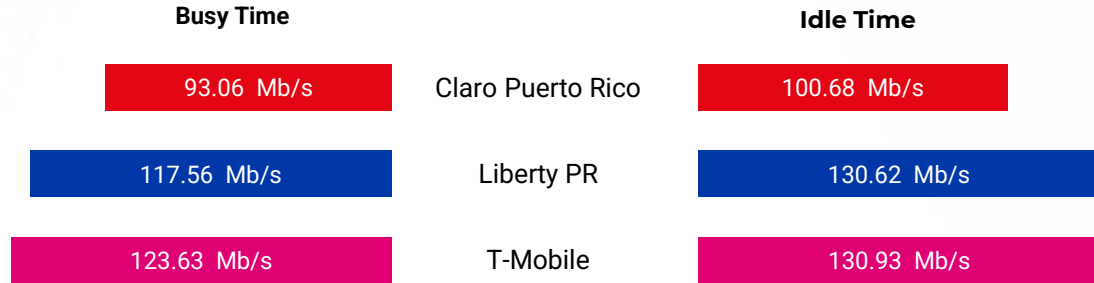 Busy Time Idle Time
93.06 Mb/s Claro Puerto Rico 100.68 Mb/s
117.56 Mb/s Liberty PR 130.62 Mb/s
123.63 Mb/s T-Mobile 130.93 Mb/s